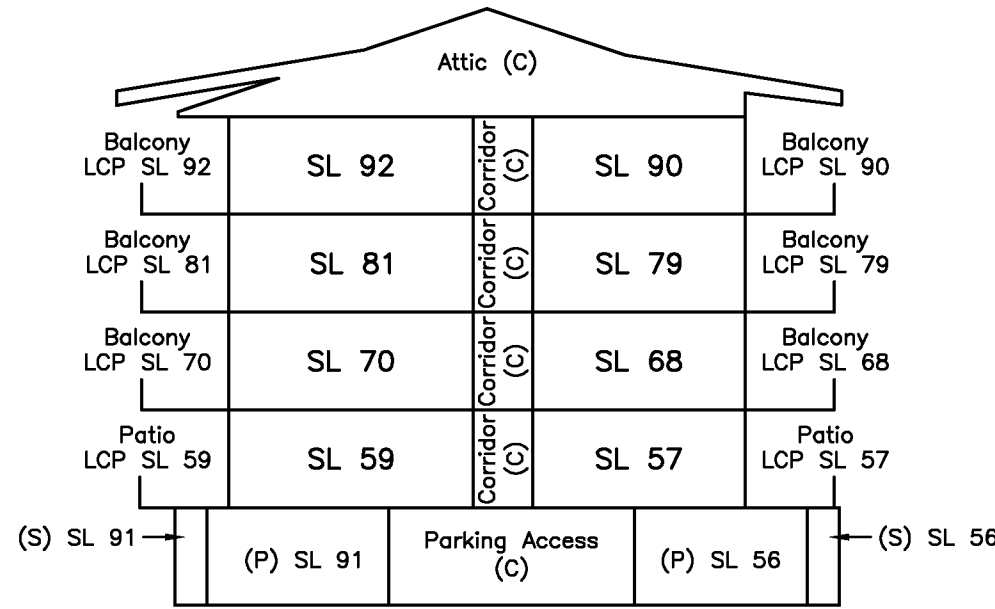 Attic (C)
Balcony
LCP SL 92
SL 92
Corridor
(C)
SL 90
Balcony
LCP SL 90
Balcony
LCP SL 81
SL 81
Corridor
(C)
SL 79
Balcony
LCP SL 79
Balcony
LCP SL 70
SL 70
Corridor
(C)
SL 68
Balcony
LCP SL 68
Patio
LCP SL 59
SL 59
Corridor
(C)
SL 57
Patio
LCP SL 57
(S) SL 91
(P) SL 91
Parking Access
(C)
(P) SL 56
(S) SL 56